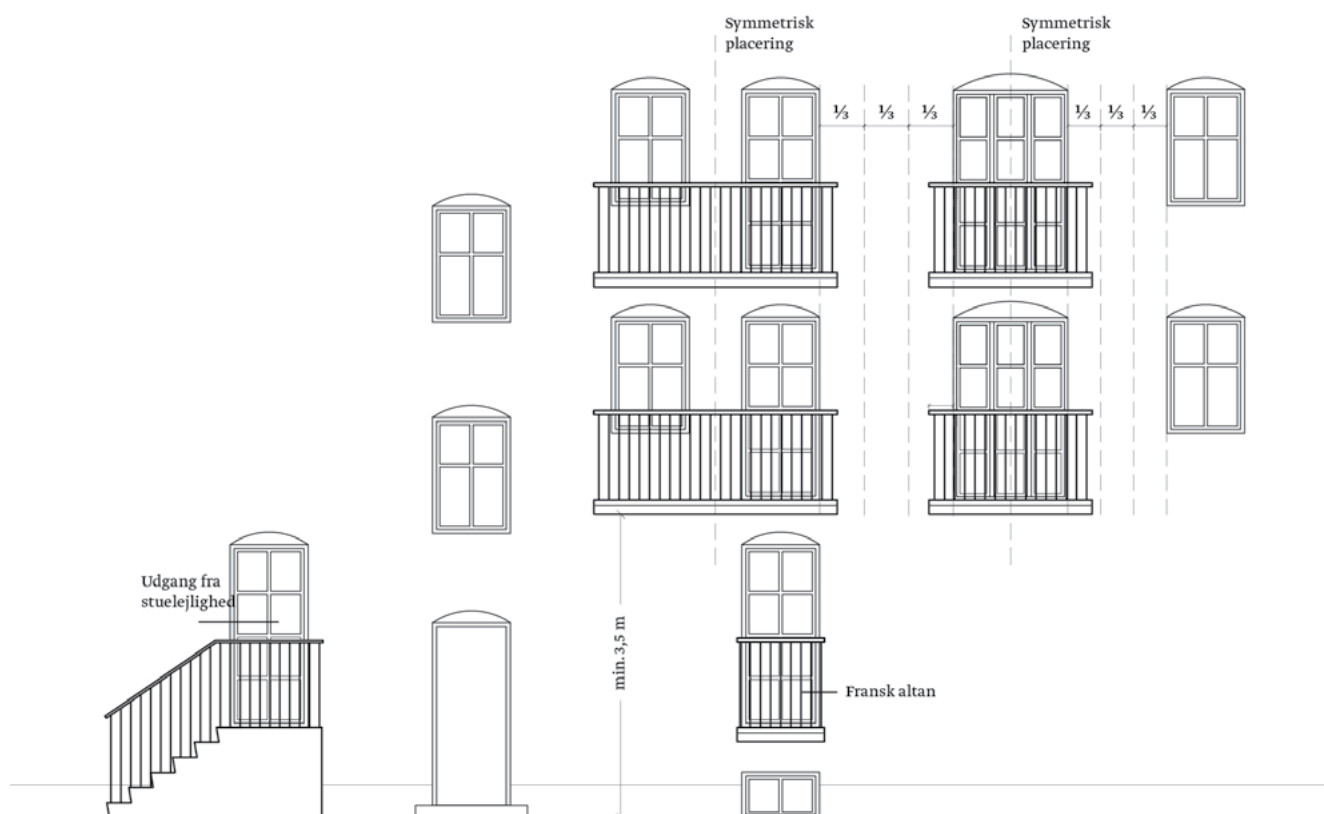 Symmetrisk
placering
Symmetrisk
placering
⅓ ⅓ ⅓ ⅓ ⅓ ⅓
Udgang fra
stuelejlighed
min. 3,5 m
Fransk altan